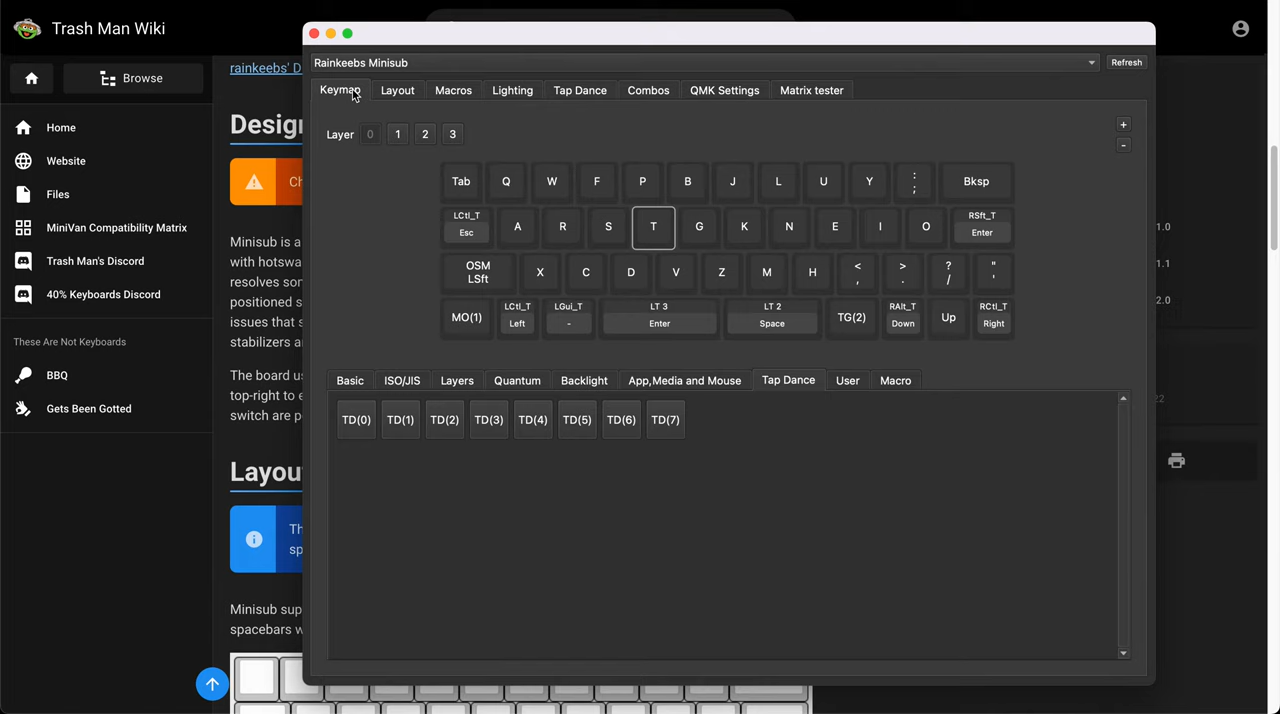 Trash Man Wiki
Browse
Home
Website
Files
MiniVan Compatibility Matrix
Trash Man's Discord
40% Keyboards Discord
These Are Not Keyboards
BBQ
Gets Been Gotted
rainkeebs' D
Design
Ch
Minisub is a
with hotswa
resolves som
positioned s
issues that s
stabilizers a
The board us
top-right to e
switch are p
Layou
Th
sp
Minisub sup
spacebars w
Rainkeebs Minisub
Refresh
Keymap Layout Macros Lighting Tap Dance Combos QMK Settings Matrix tester
Layer 0 1 2 3
+
-
Tab Q W F P B J L U Y : ; Bksp
LCtl_T Esc A R S T G K N E I O RSft_T Enter
OSM LSft X C D V Z M H < , > . ? / " '
MO(1) LCtl_T Left LGui_T - LT 3 Enter LT 2 Space TG(2) RAlt_T Down Up RCtl_T Right
Basic ISO/JIS Layers Quantum Backlight App,Media and Mouse Tap Dance User Macro
TD(0) TD(1) TD(2) TD(3) TD(4) TD(5) TD(6) TD(7)
1.0
1.1
2.0
22